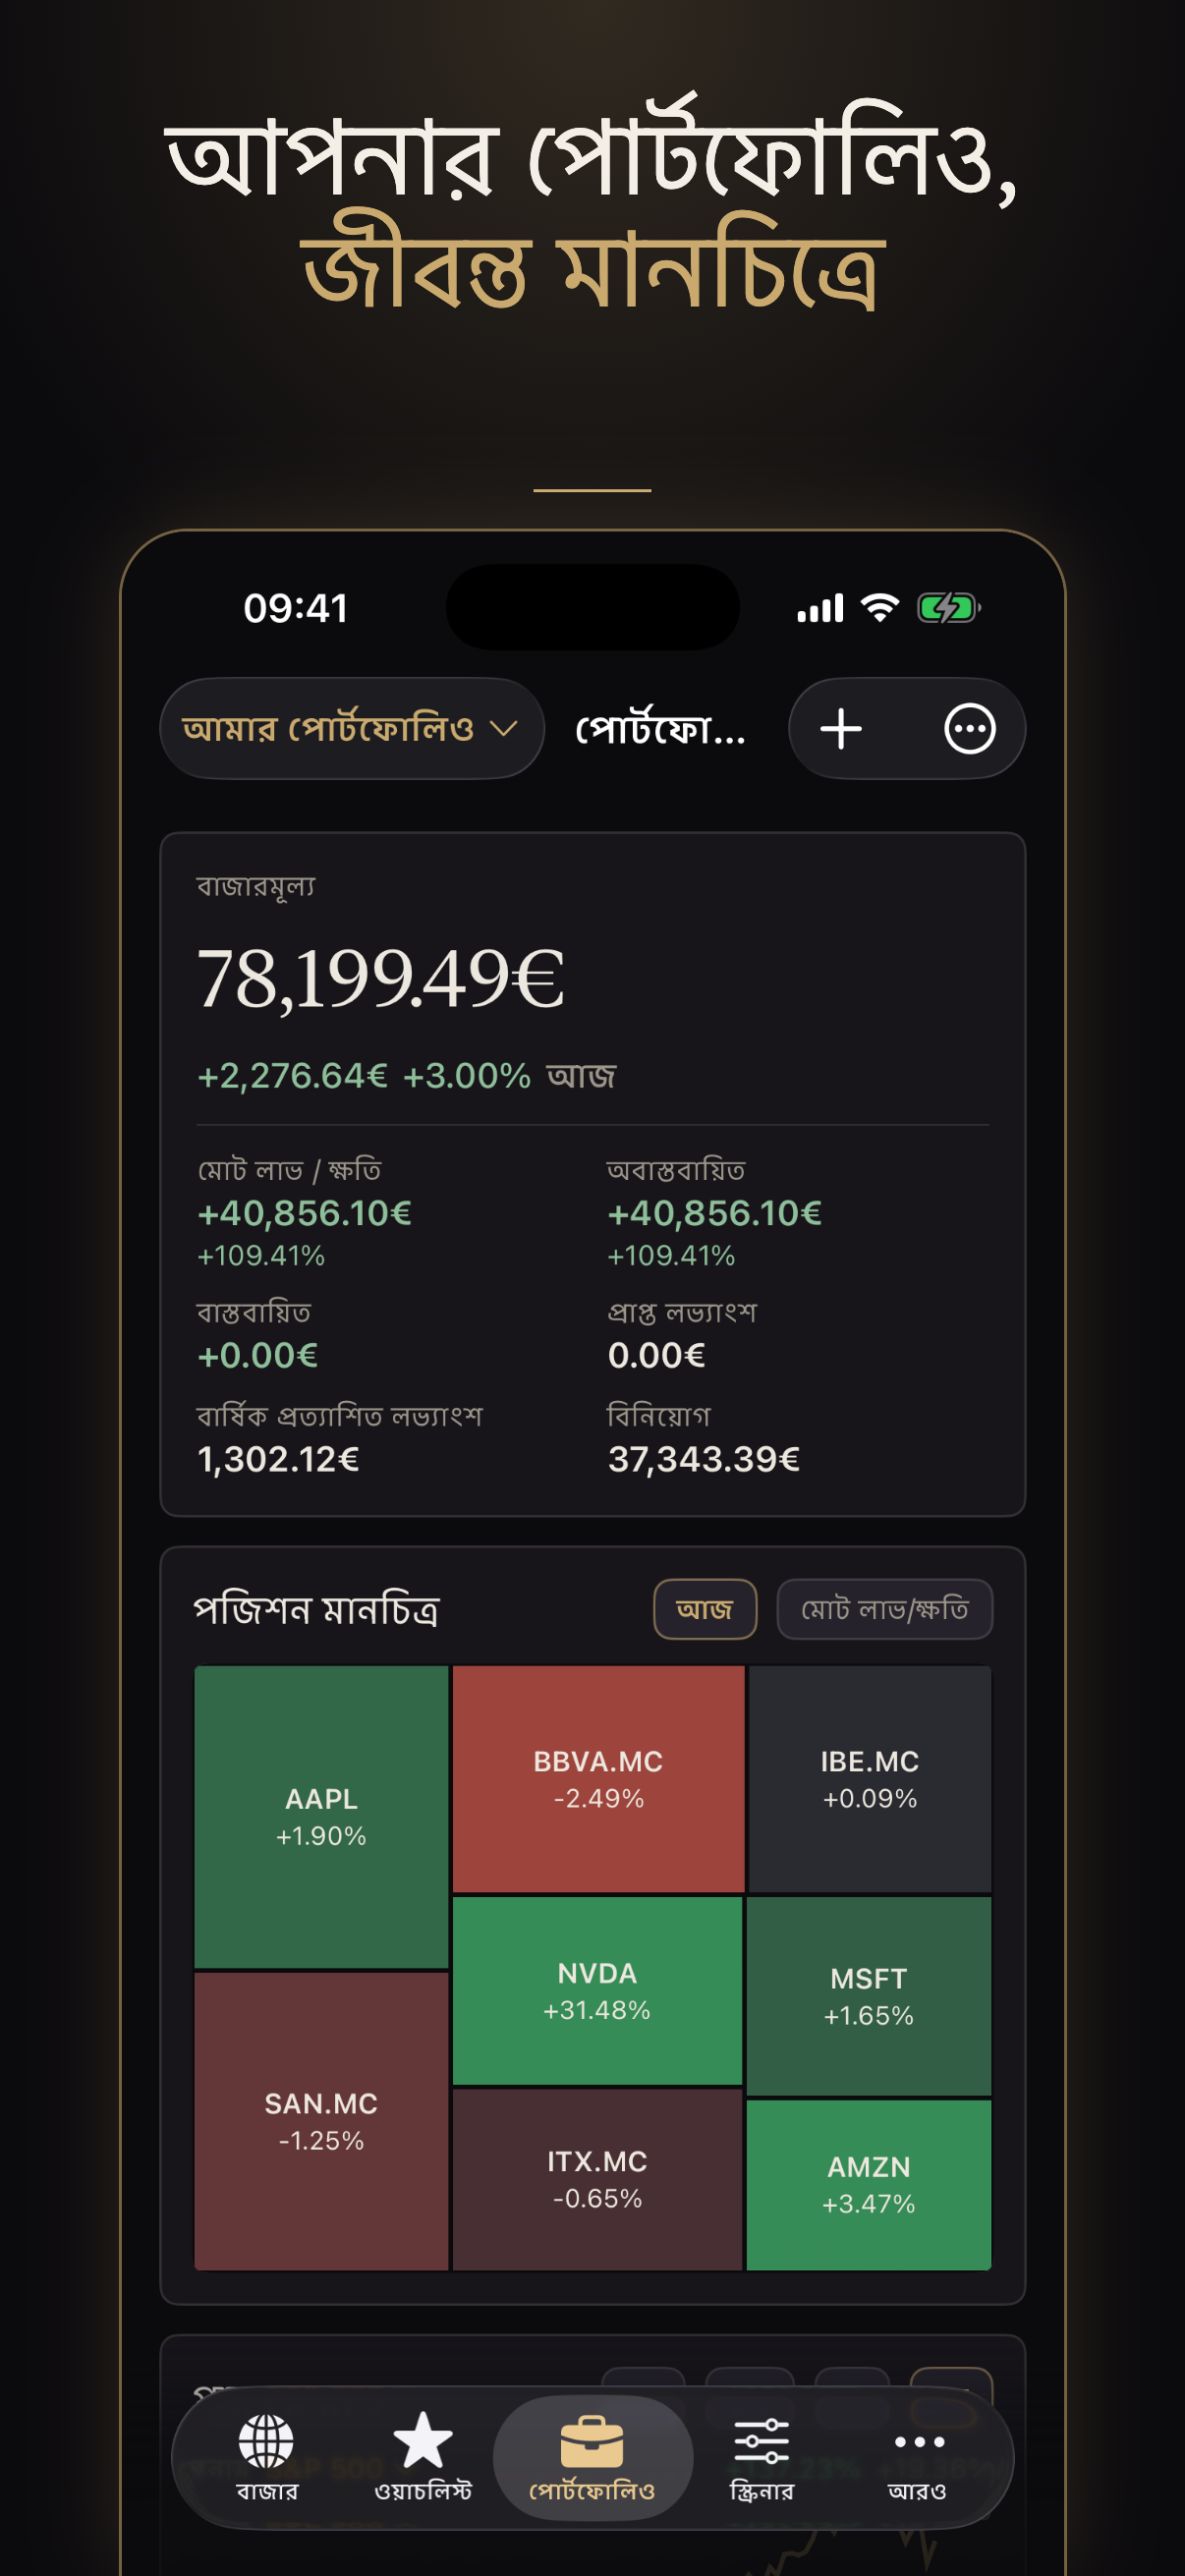 আপনার পোর্টফোলিও,
জীবন্ত মানচিত্রে
09:41
আমার পোর্টফোলিও
পোর্টফো...
বাজারমূল্য
78,199.49€
+2,276.64€ +3.00% আজ
মোট লাভ / ক্ষতি
অবাস্তবায়িত
+40,856.10€
+40,856.10€
+109.41%
+109.41%
বাস্তবায়িত
প্রাপ্ত লভ্যাংশ
+0.00€
0.00€
বার্ষিক প্রত্যাশিত লভ্যাংশ
বিনিয়োগ
1,302.12€
37,343.39€
পজিশন মানচিত্র
আজ
মোট লাভ/ক্ষতি
AAPL
+1.90%
BBVA.MC
-2.49%
IBE.MC
+0.09%
NVDA
+31.48%
MSFT
+1.65%
SAN.MC
-1.25%
ITX.MC
-0.65%
AMZN
+3.47%
বাজার
ওয়াচলিস্ট
পোর্টফোলিও
স্ক্রিনার
আরও